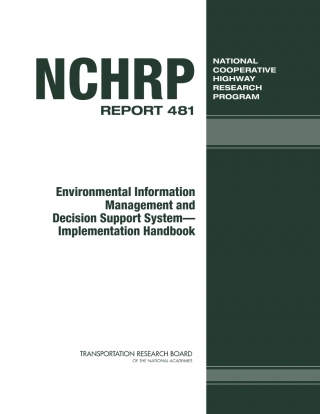 NCHRP
REPORT 481
NATIONAL
COOPERATIVE
HIGHWAY
RESEARCH
PROGRAM
Environmental Information
Management and
Decision Support System—
Implementation Handbook
TRANSPORTATION RESEARCH BOARD
OF THE NATIONAL ACADEMIES